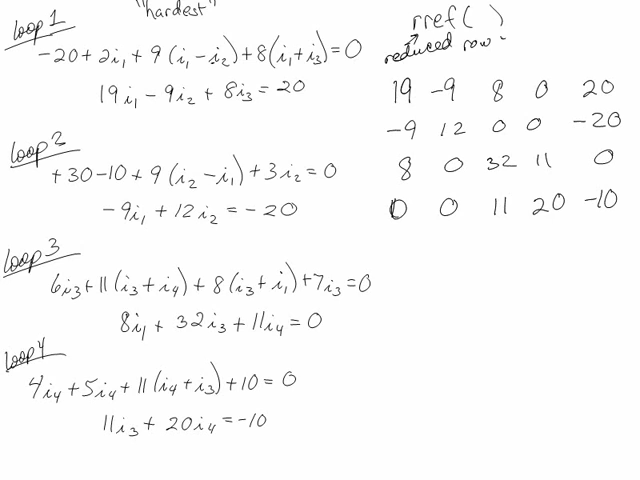 "hardest"
loop 1
-20 + 2i₁ + 9(i₁-i₂) + 8(i₁+i₃) = 0
19i₁ - 9i₂ + 8i₃ = 20
loop 2
+30-10 + 9(i₂-i₁) + 3i₂ = 0
-9i₁ + 12i₂ = -20
loop 3
6i₃ + 11(i₃+i₄) + 8(i₃+i₁) + 7i₃ = 0
8i₁ + 32i₃ + 11i₄ = 0
loop 4
4i₄ + 5i₄ + 11(i₄+i₃) + 10 = 0
11i₃ + 20i₄ = -10
rref( )
reduced row
19 -9 8 0 20
-9 12 0 0 -20
8 0 32 11 0
0 0 11 20 -10